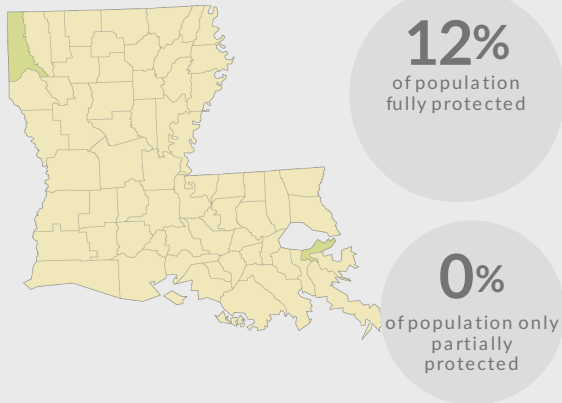 12%
of population
fully protected
0%
of population only
partially
protected